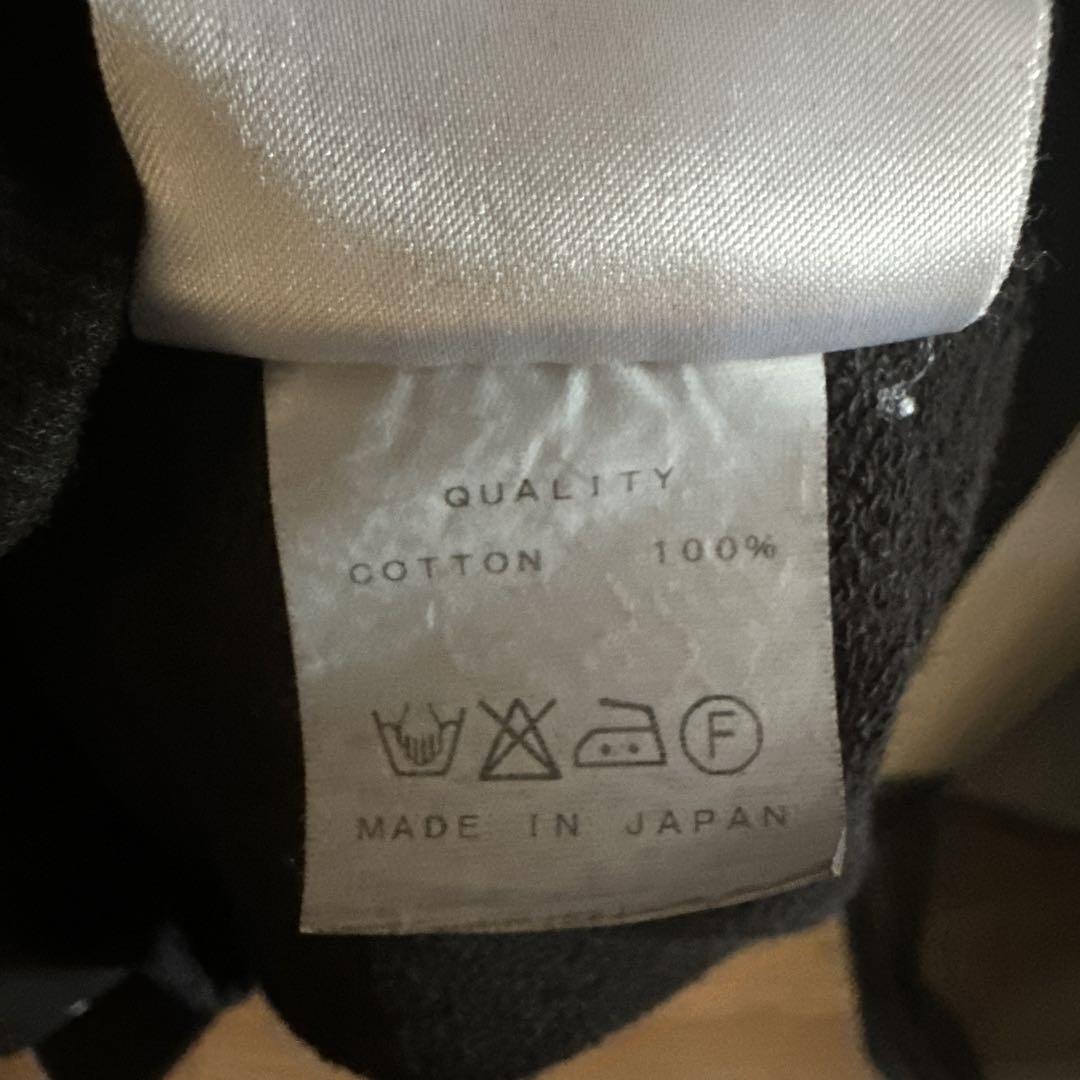 QUALITY
COTTON 100%
F
MADE IN JAPAN